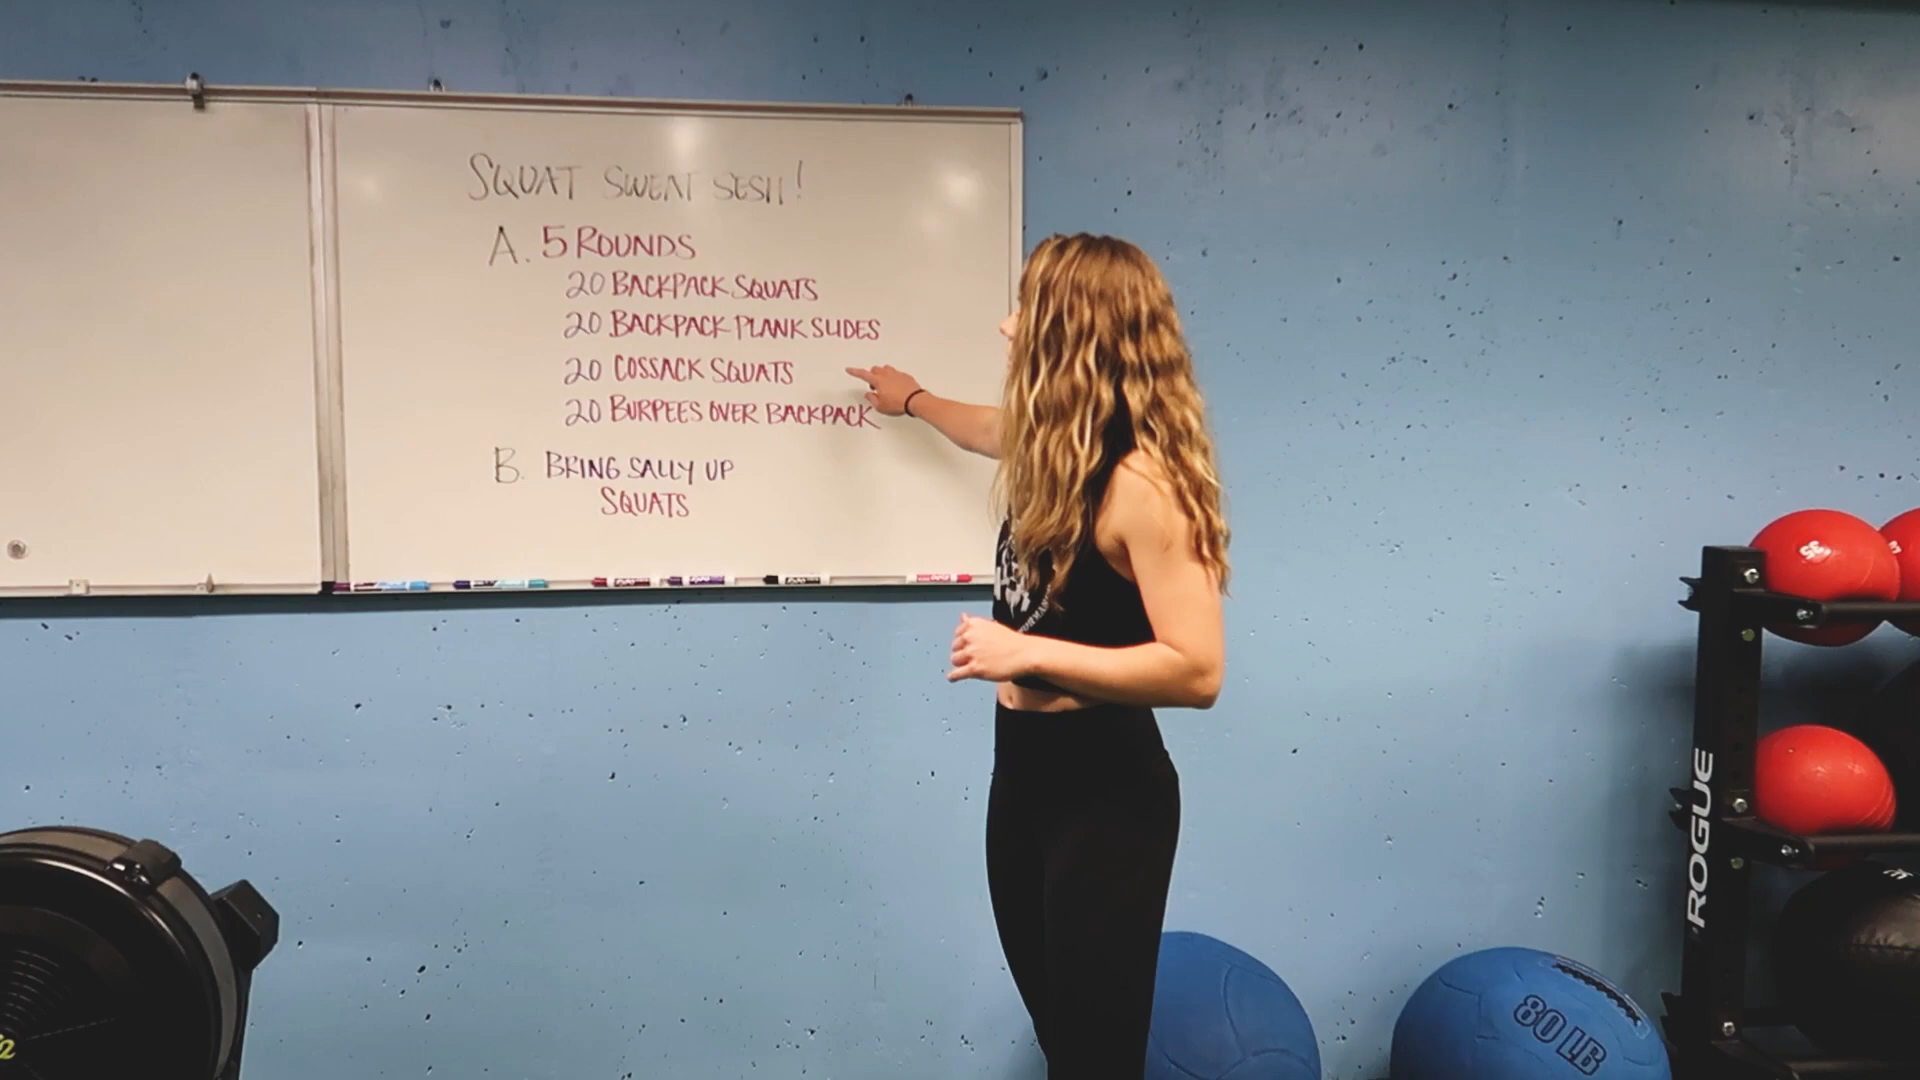 SQUAT SWEAT SESH!
A. 5 ROUNDS
20 BACKPACK SQUATS
20 BACKPACK PLANK SLIDES
20 COSSACK SQUATS
20 BURPEES OVER BACKPACK
B. BRING SALLY UP
SQUATS
35
ROGUE
80 LB